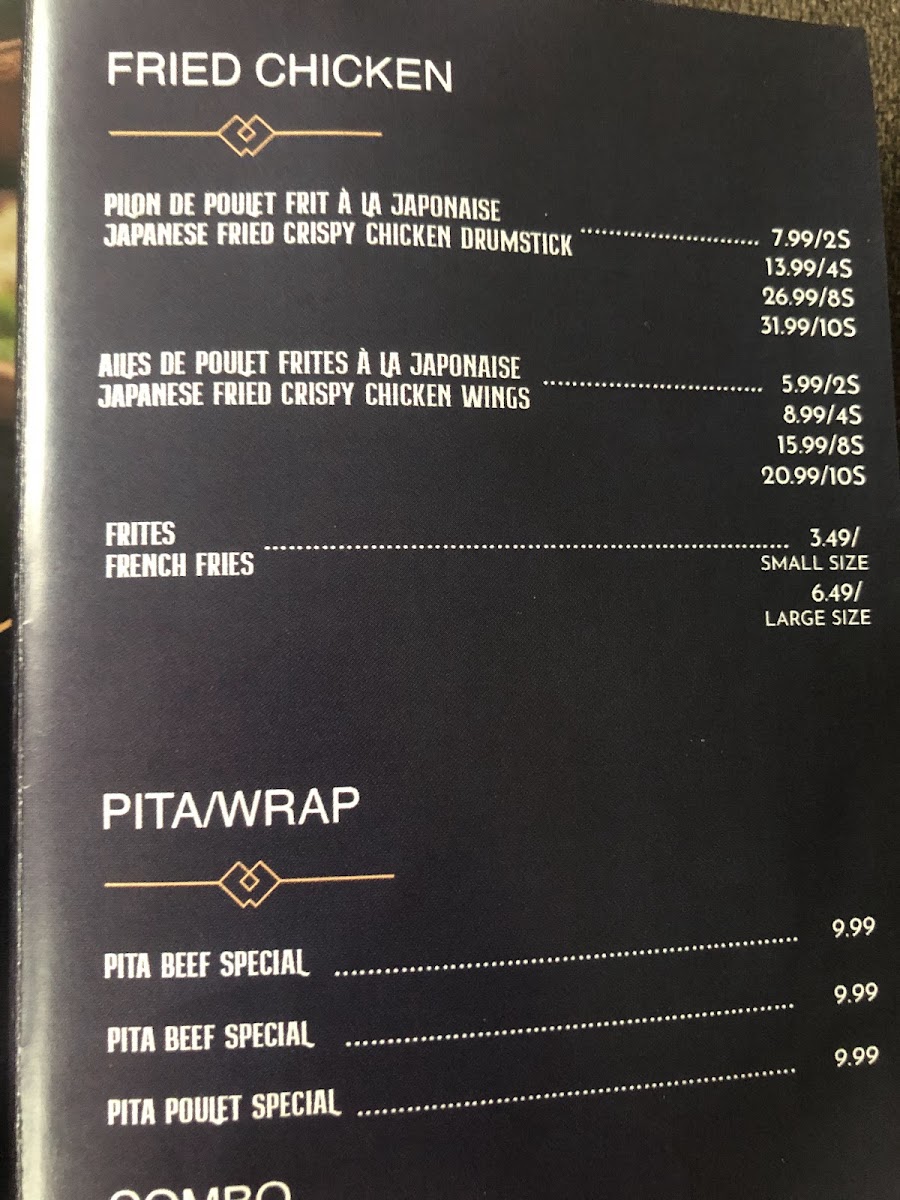 FRIED CHICKEN
PILON DE POULET FRIT À LA JAPONAISE
JAPANESE FRIED CRISPY CHICKEN DRUMSTICK ........................ 7.99/2S
13.99/4S
26.99/8S
31.99/10S
AILES DE POULET FRITES À LA JAPONAISE
JAPANESE FRIED CRISPY CHICKEN WINGS ........................ 5.99/2S
8.99/4S
15.99/8S
20.99/10S
FRITES
FRENCH FRIES ........................ 3.49/
SMALL SIZE
6.49/
LARGE SIZE
PITA/WRAP
PITA BEEF SPECIAL ........................ 9.99
PITA BEEF SPECIAL ........................ 9.99
PITA POULET SPECIAL ........................ 9.99
COMBO